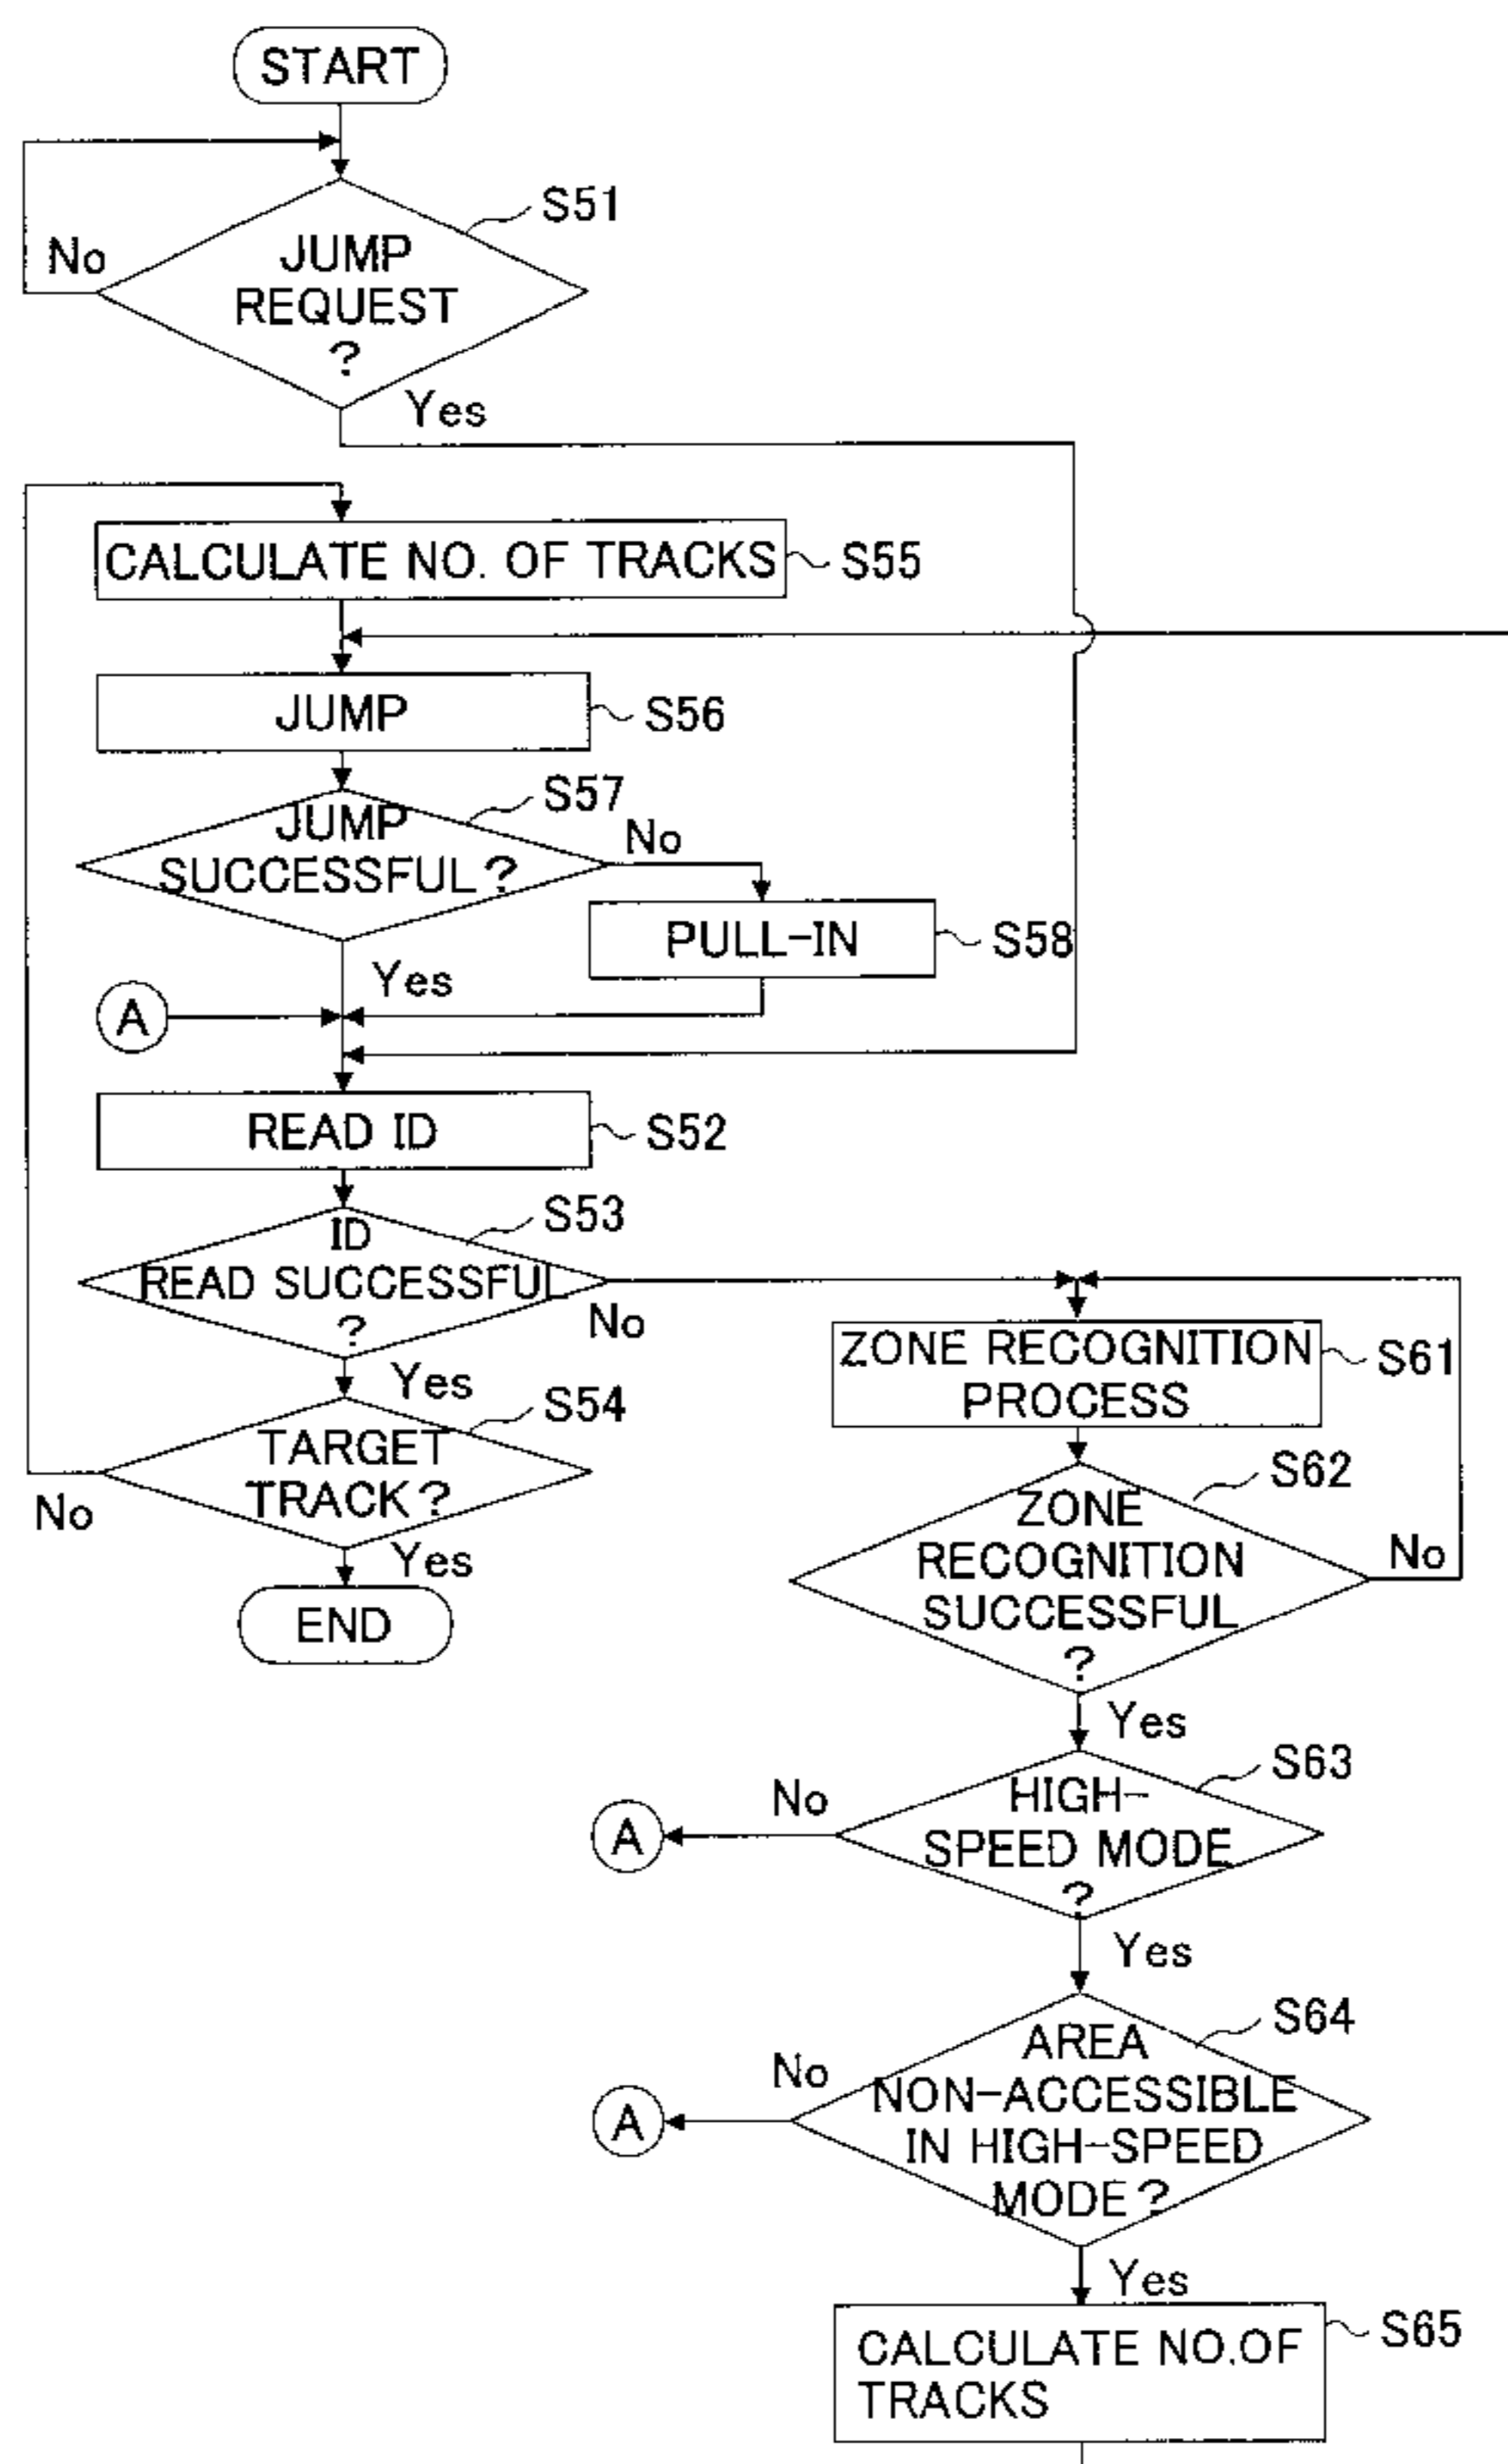 START
S51
No
JUMP
REQUEST
?
Yes
CALCULATE NO. OF TRACKS
S55
JUMP
S56
S57
JUMP
SUCCESSFUL?
No
PULL-IN
S58
Yes
A
READ ID
S52
S53
ID
READ SUCCESSFUL
?
No
ZONE RECOGNITION
PROCESS
S61
Yes
S54
TARGET
TRACK?
No
Yes
END
S62
ZONE
RECOGNITION
SUCCESSFUL
?
No
Yes
S63
HIGH-
SPEED MODE
?
No
A
Yes
S64
AREA
NON-ACCESSIBLE
IN HIGH-SPEED
MODE?
No
A
Yes
S65
CALCULATE NO.OF
TRACKS